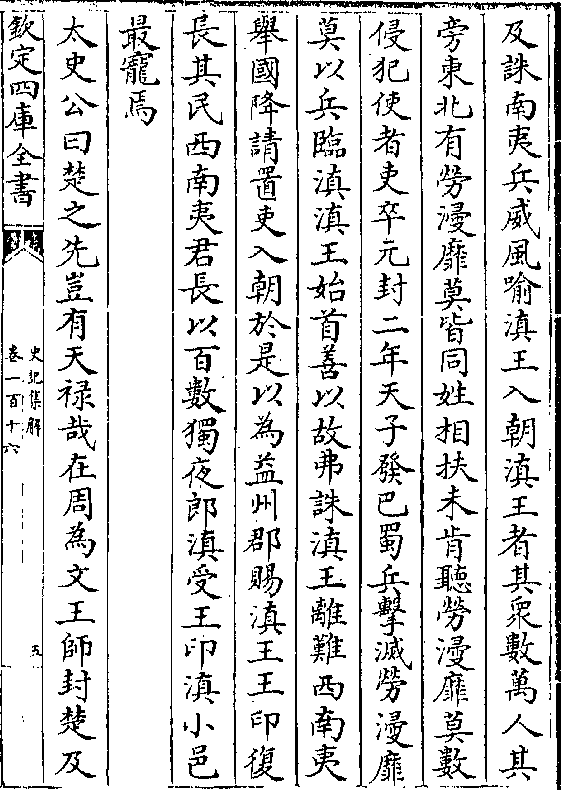 及誅南夷兵威風喻滇王入朝滇王者其衆數萬人其
旁東北有勞漫靡莫皆同姓相扶未肯聽勞漫靡莫數
侵犯使者吏卒元封二年天子發巴蜀兵擊滅勞漫靡
莫以兵臨滇滇王始首善以故弗誅滇王離難西南夷
舉國降請置吏入朝於是以為益州郡賜滇王王印復
長其民西南夷君長以百數獨夜郎滇受王印滇小邑
最寵焉
太史公曰楚之先豈有天禄哉在周為文王師封楚及
欽定四庫全書
史記集解
卷一百十六
五